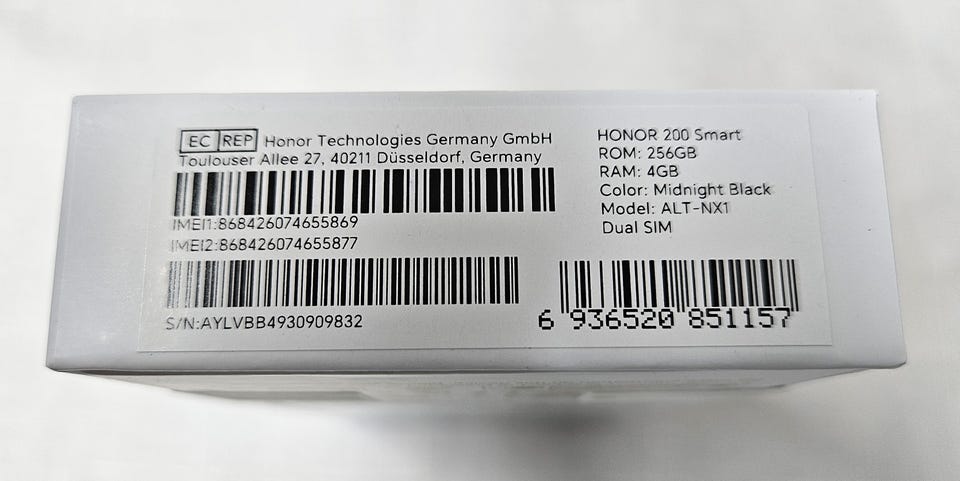 EC REP Honor Technologies Germany GmbH
Toulouser Allee 27, 40211 Düsseldorf, Germany
IMEI1:868426074655869
IMEI2:868426074655877
S/N:AYLVBB4930909832
HONOR 200 Smart
ROM: 256GB
RAM: 4GB
Color: Midnight Black
Model: ALT-NX1
Dual SIM
6 936520 851157